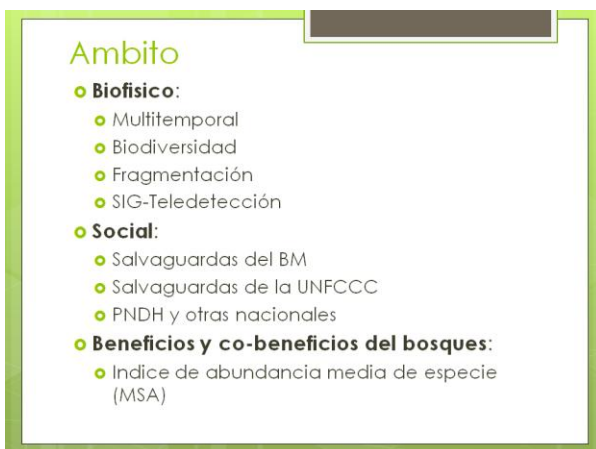 Ambito
Biofisico:
Multitemporal
Biodiversidad
Fragmentación
SIG-Teledetección
Social:
Salvaguardas del BM
Salvaguardas de la UNFCCC
PNDH y otras nacionales
Beneficios y co-beneficios del bosques:
Indice de abundancia media de especie
(MSA)